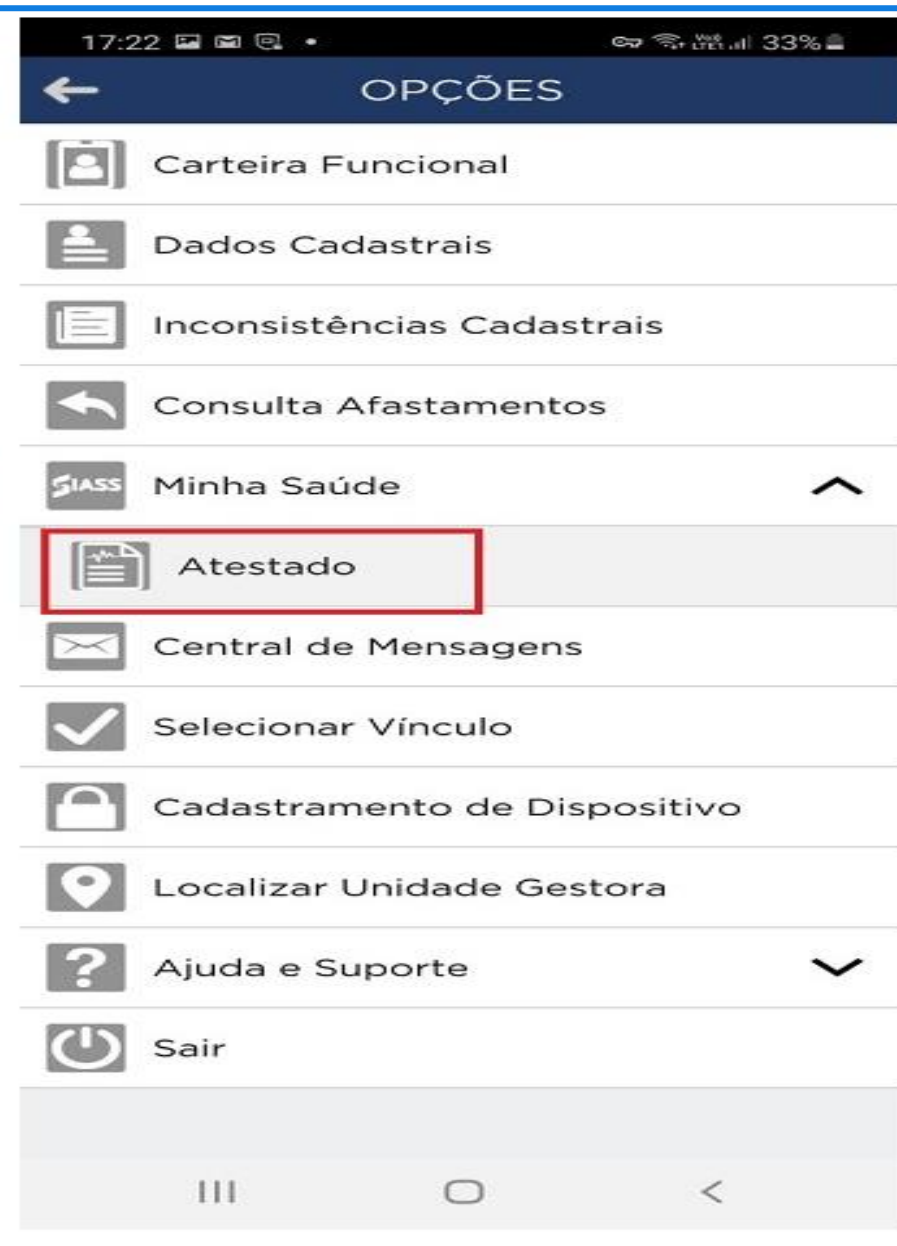 17:22 33%
OPÇÕES
Carteira Funcional
Dados Cadastrais
Inconsistências Cadastrais
Consulta Afastamentos
SIASS Minha Saúde
Atestado
Central de Mensagens
Selecionar Vínculo
Cadastramento de Dispositivo
Localizar Unidade Gestora
? Ajuda e Suporte
Sair